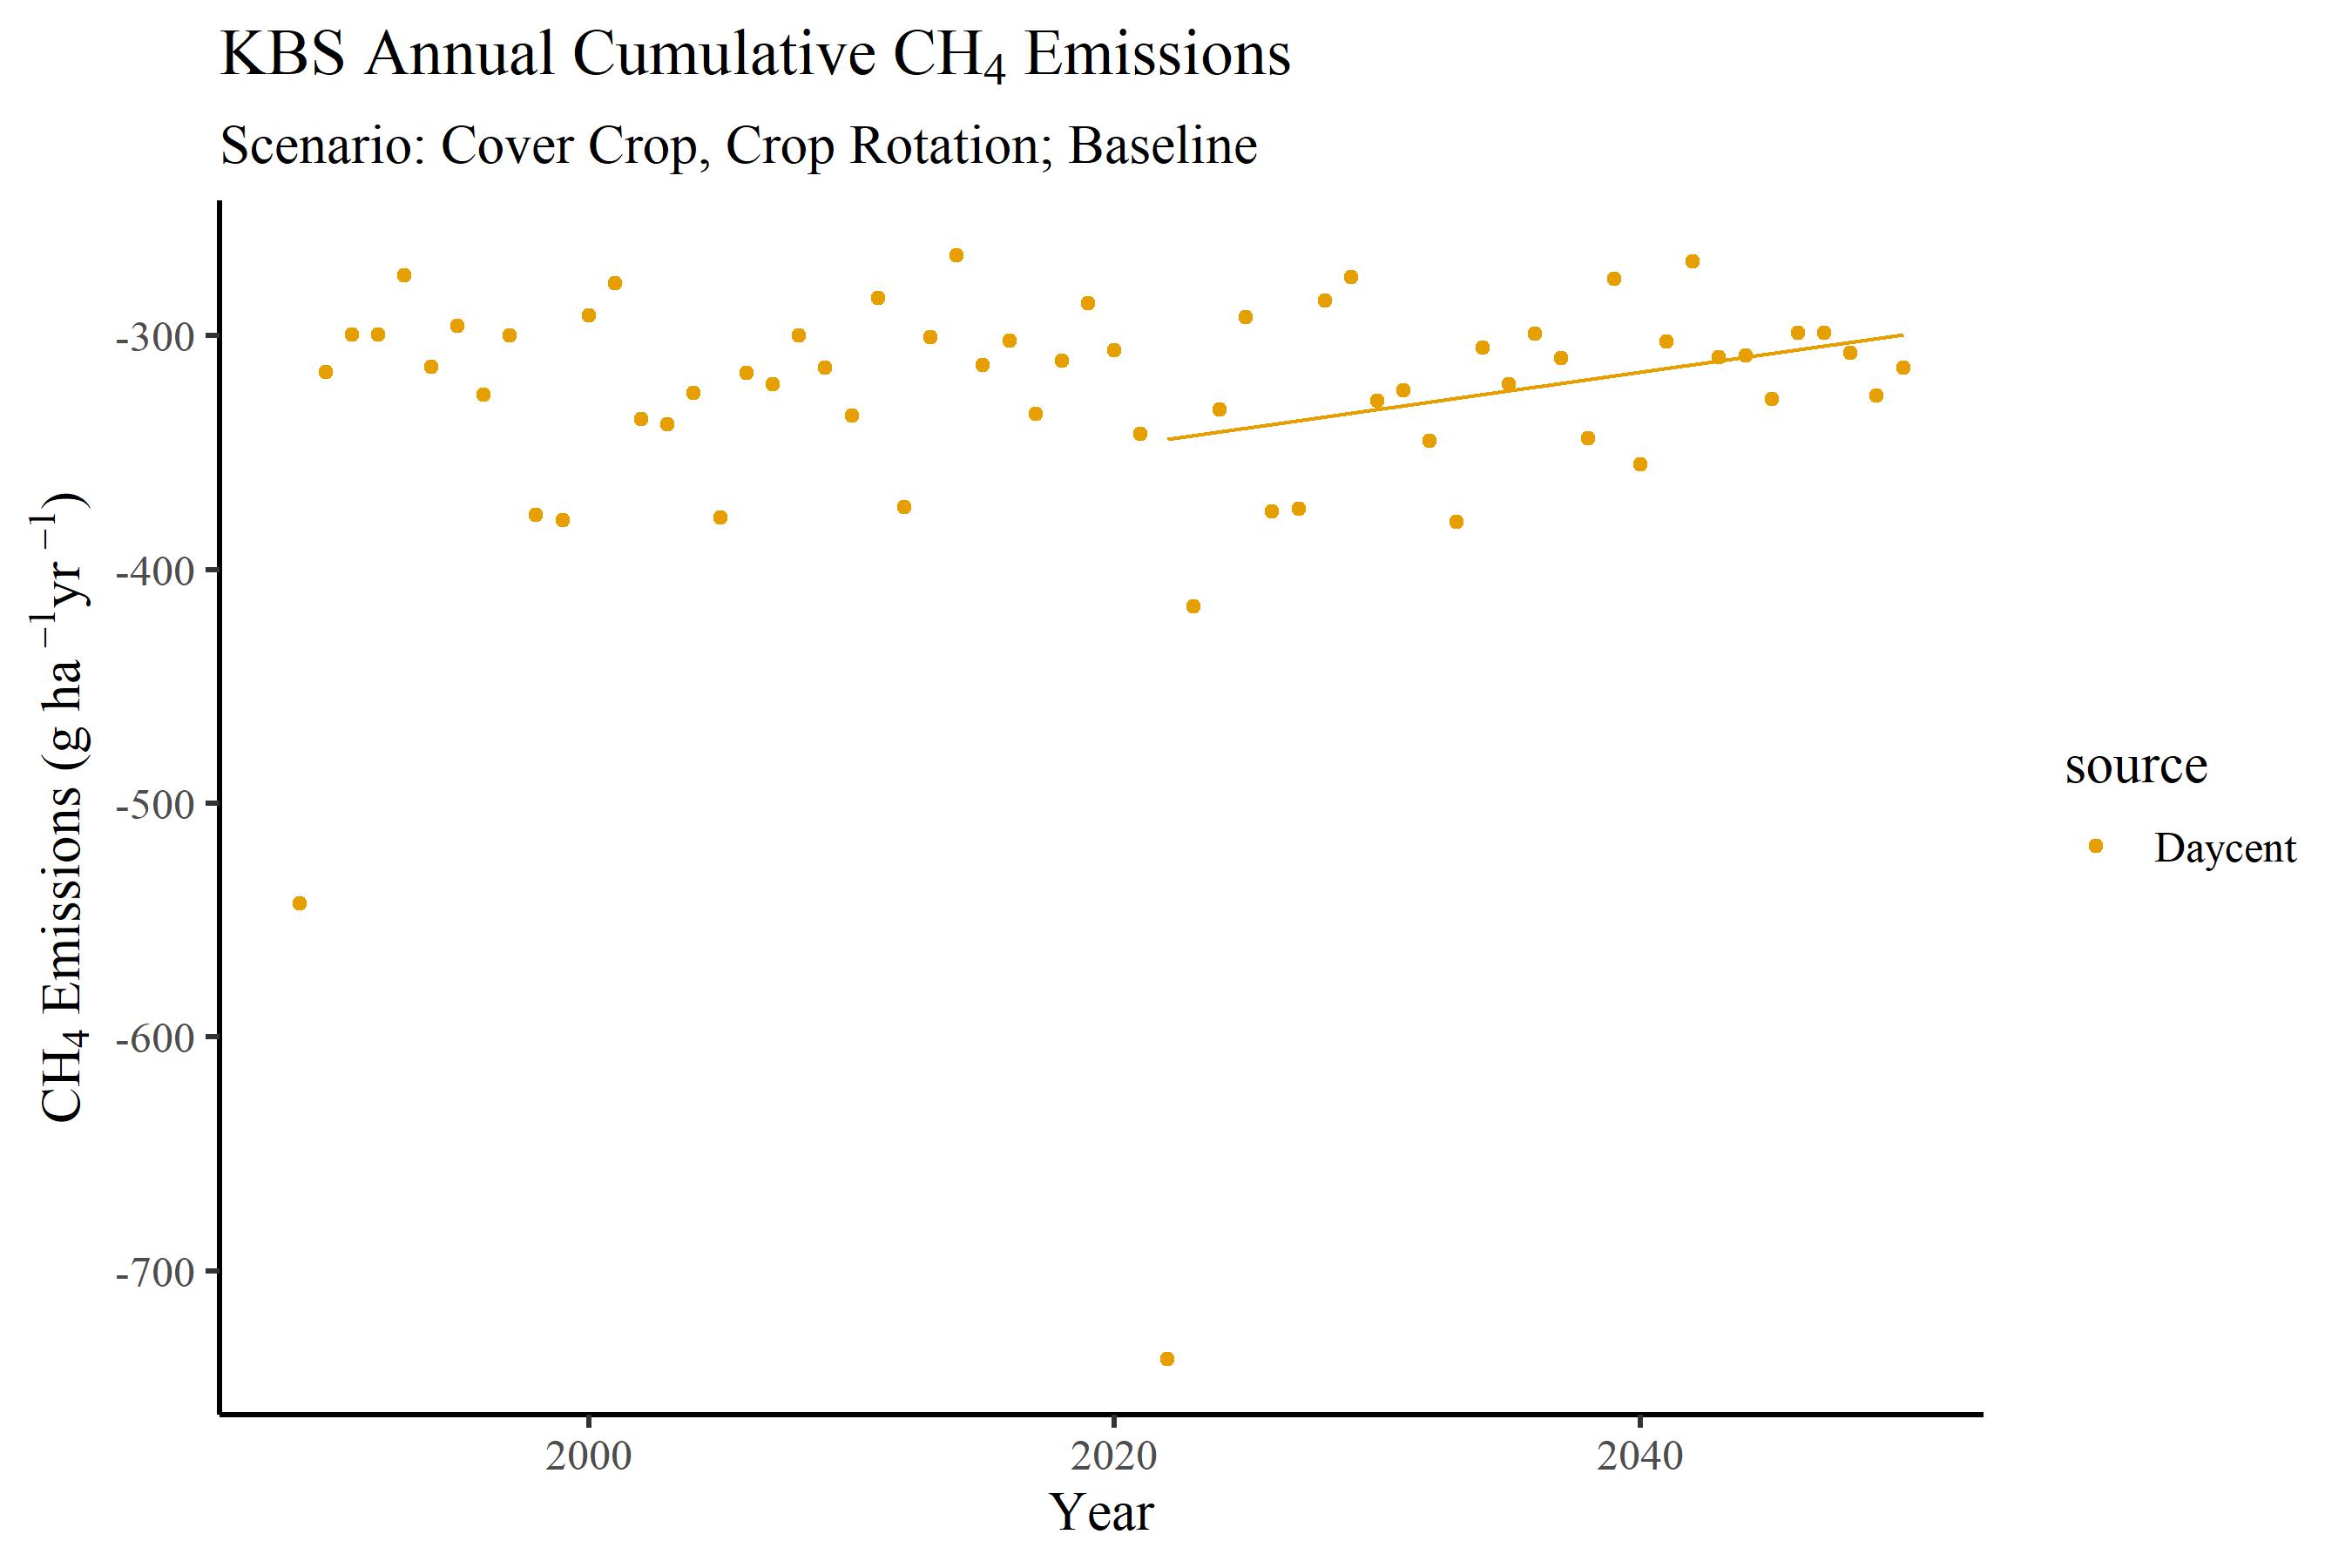 KBS Annual Cumulative CH₄ Emissions
Scenario: Cover Crop, Crop Rotation; Baseline
CH₄ Emissions (g ha ⁻¹yr ⁻¹)
-300
-400
-500
-600
-700
2000
2020
2040
Year
source
Daycent